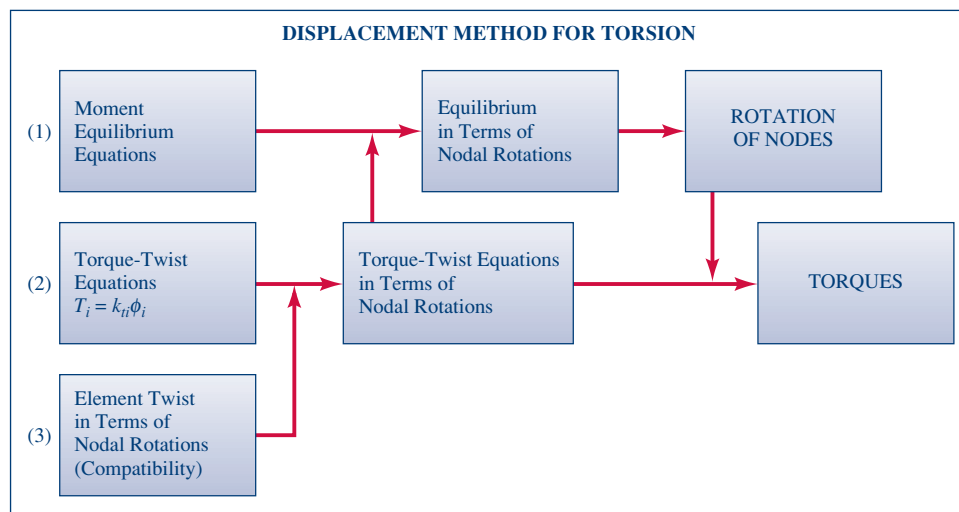 DISPLACEMENT METHOD FOR TORSION
(1)
Moment
Equilibrium
Equations
Equilibrium
in Terms of
Nodal Rotations
ROTATION
OF NODES
(2)
Torque-Twist
Equations
T_i = k_{ti}ϕ_i
Torque-Twist Equations
in Terms of
Nodal Rotations
TORQUES
(3)
Element Twist
in Terms of
Nodal Rotations
(Compatibility)